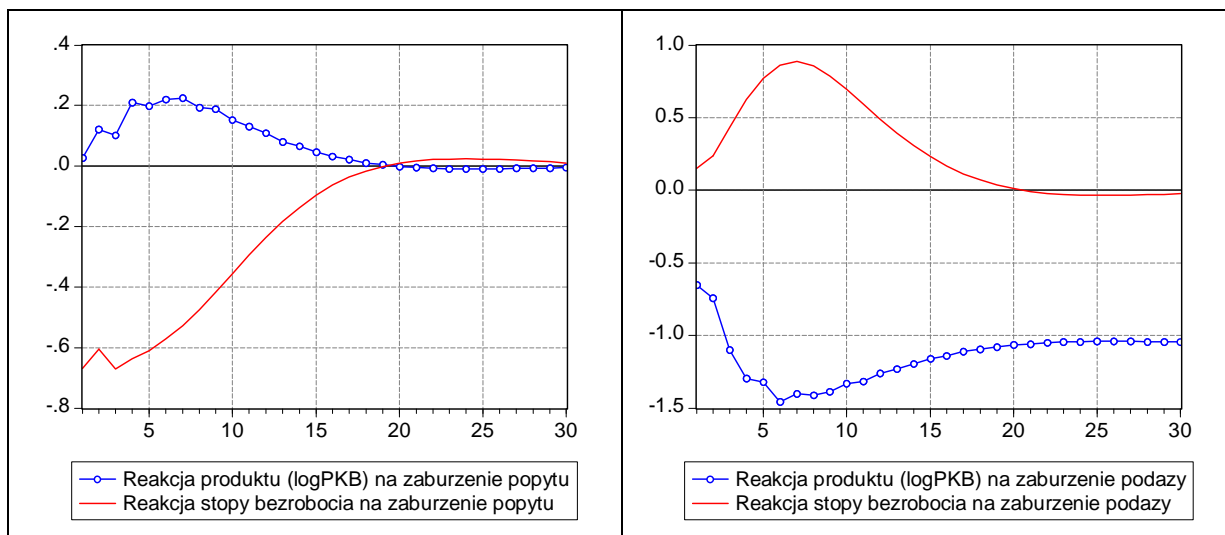 .4
.2
.0
-.2
-.4
-.6
-.8
5 10 15 20 25 30
Reakcja produktu (logPKB) na zaburzenie popytu
Reakcja stopy bezrobocia na zaburzenie popytu
1.0
0.5
0.0
-0.5
-1.0
-1.5
5 10 15 20 25 30
Reakcja produktu (logPKB) na zaburzenie podazy
Reakcja stopy bezrobocia na zaburzenie podazy